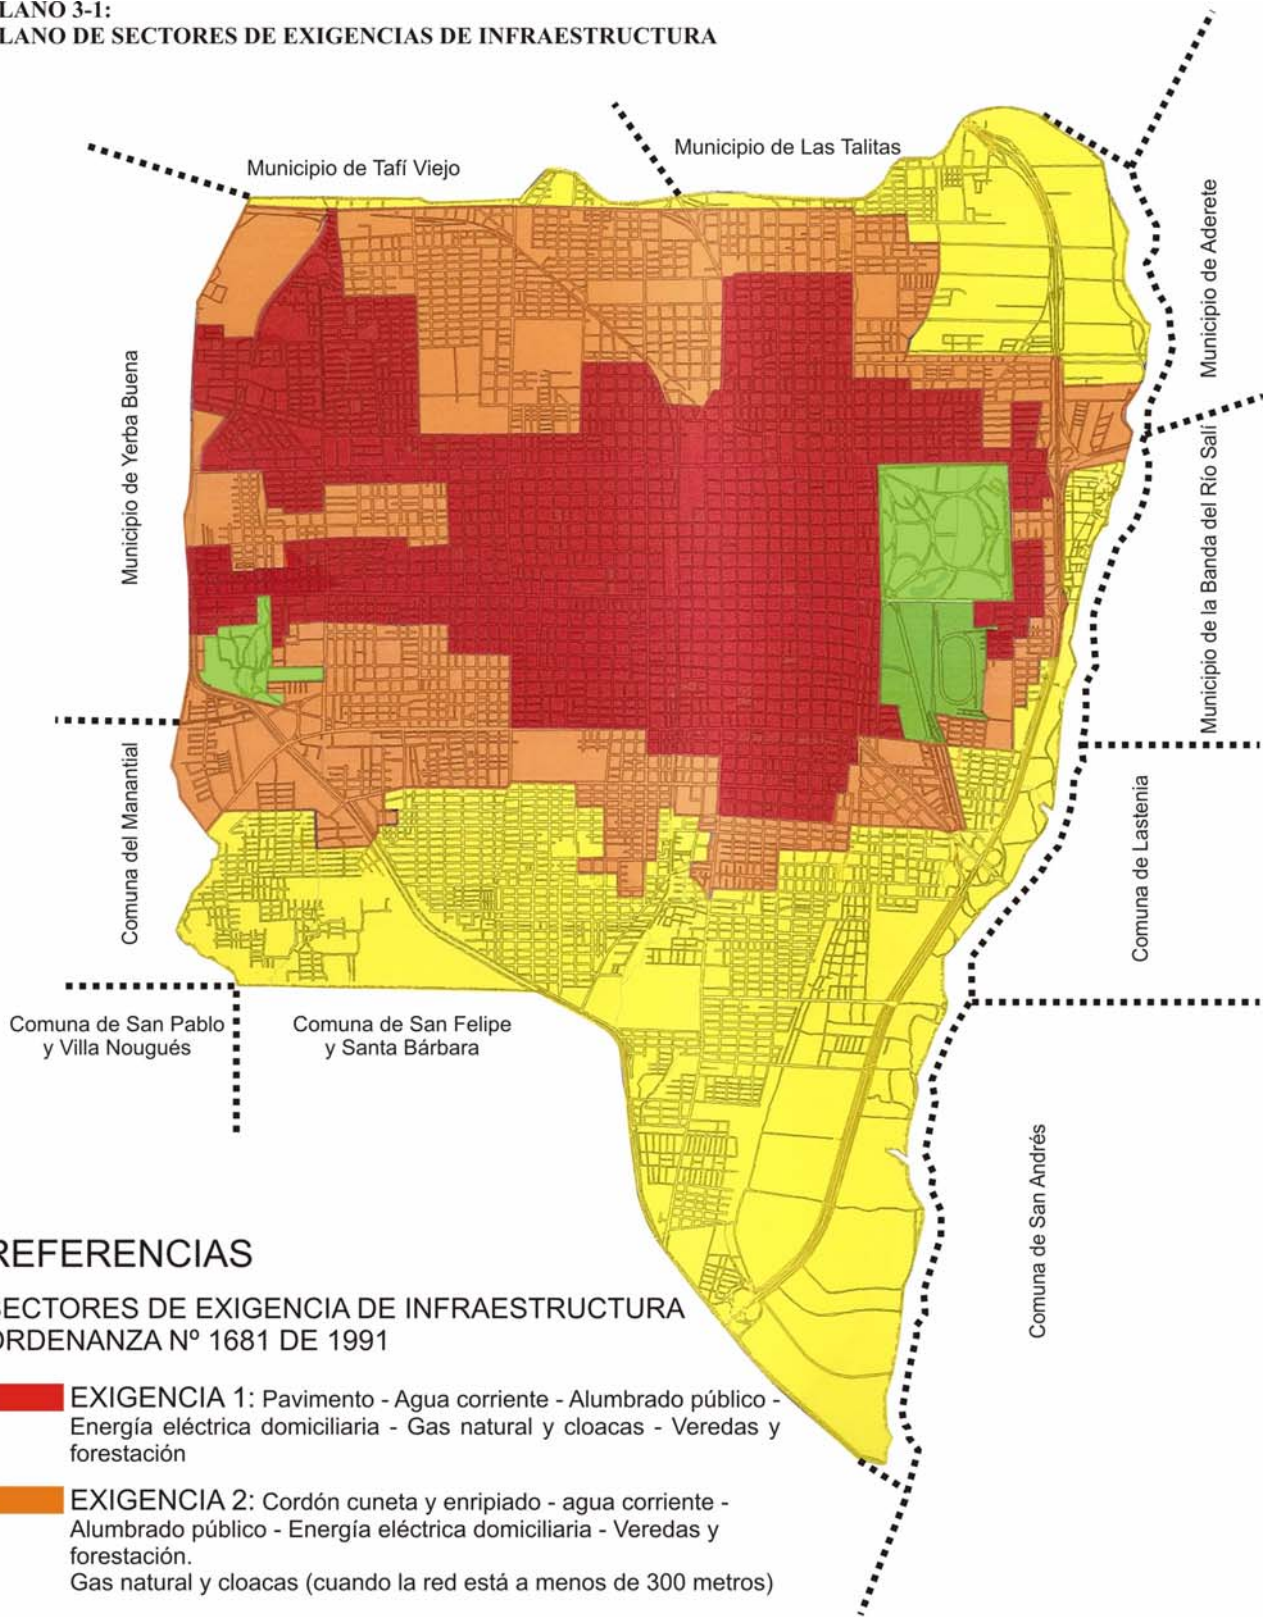 LANO 3-1:
LANO DE SECTORES DE EXIGENCIAS DE INFRAESTRUCTURA
Municipio de Tafí Viejo
Municipio de Las Talitas
Municipio de Aderete
Municipio de Yerba Buena
Municipio de la Banda del Río Salí
Comuna del Manantial
Comuna de Lastenia
Comuna de San Pablo
y Villa Nougués
Comuna de San Felipe
y Santa Bárbara
Comuna de San Andrés
REFERENCIAS
SECTORES DE EXIGENCIA DE INFRAESTRUCTURA
ORDENANZA Nº 1681 DE 1991
EXIGENCIA 1: Pavimento - Agua corriente - Alumbrado público -
Energía eléctrica domiciliaria - Gas natural y cloacas - Veredas y
forestación
EXIGENCIA 2: Cordón cuneta y enripiado - agua corriente -
Alumbrado público - Energía eléctrica domiciliaria - Veredas y
forestación.
Gas natural y cloacas (cuando la red está a menos de 300 metros)